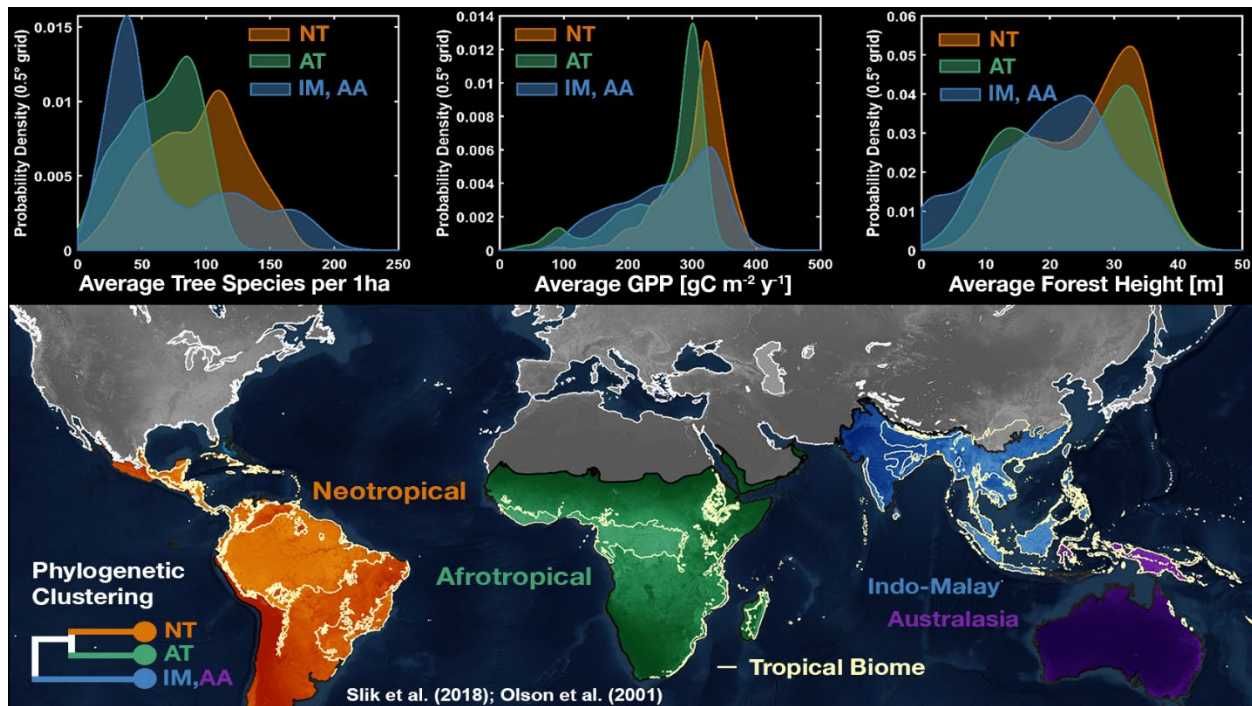 Probability Density (0.5° grid)
0.015
0.01
0.005
0
NT
AT
IM, AA
0
50
100
150
200
250
Average Tree Species per 1ha
Probability Density (0.5° grid)
0.014
0.012
0.010
0.008
0.006
0.004
0.002
0
NT
AT
IM, AA
0
100
200
300
400
500
Average GPP [gC m⁻² y⁻¹]
Probability Density (0.5° grid)
0.06
0.05
0.04
0.03
0.02
0.01
0
NT
AT
IM, AA
0
10
20
30
40
50
Average Forest Height [m]
Neotropical
Afrotropical
Indo-Malay
Australasia
Phylogenetic
Clustering
NT
AT
IM,AA
Tropical Biome
Slik et al. (2018); Olson et al. (2001)